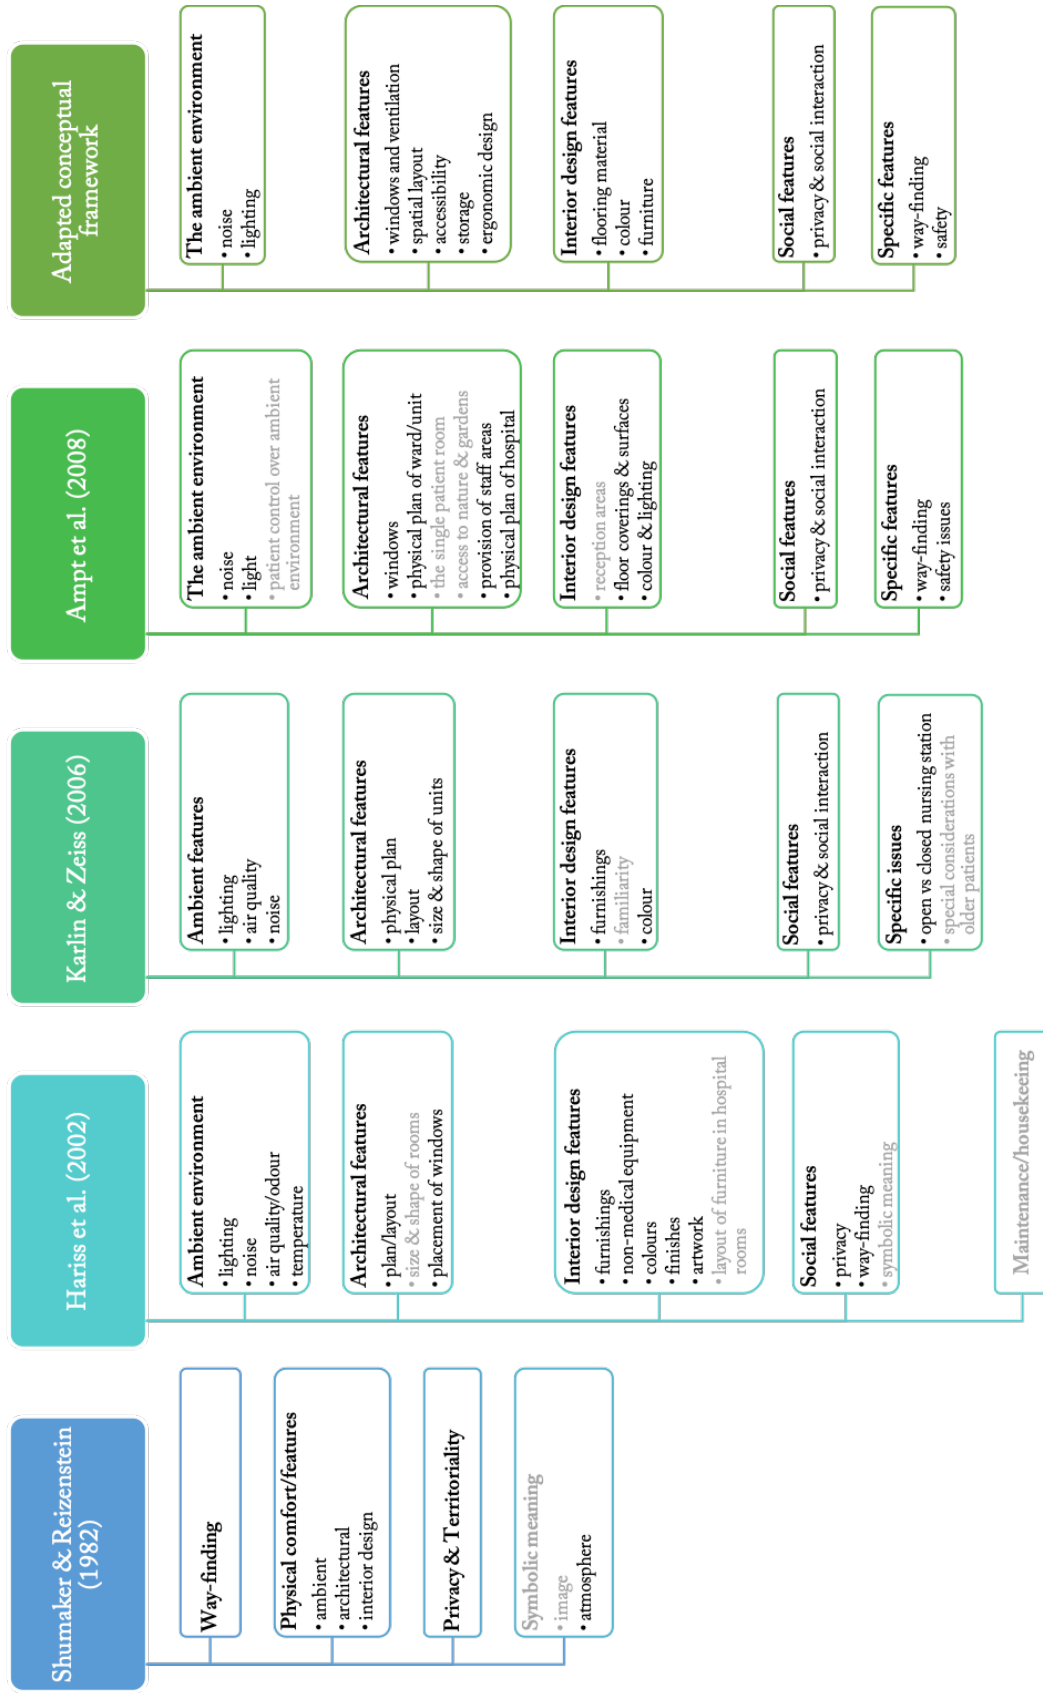 Shumaker & Reizenstein
(1982)
Way-finding
Physical comfort/features
• ambient
• architectural
• interior design
Privacy & Territoriality
Symbolic meaning
• image
• atmosphere
Hariss et al. (2002)
Ambient environment
• lighting
• noise
• air quality/odour
• temperature
Architectural features
• plan/layout
• size & shape of rooms
• placement of windows
Interior design features
• furnishings
• non-medical equipment
• colours
• finishes
• artwork
• layout of furniture in hospital
rooms
Social features
• privacy
• way-finding
• symbolic meaning
Maintenance/housekeeing
Karlin & Zeiss (2006)
Ambient features
• lighting
• air quality
• noise
Architectural features
• physical plan
• layout
• size & shape of units
Interior design features
• furnishings
• familiarity
• colour
Social features
• privacy & social interaction
Specific issues
• open vs closed nursing station
• special considerations with
older patients
Ampt et al. (2008)
The ambient environment
• noise
• light
• patient control over ambient
environment
Architectural features
• windows
• physical plan of ward/unit
• the single patient room
• access to nature & gardens
• provision of staff areas
• physical plan of hospital
Interior design features
• reception areas
• floor coverings & surfaces
• colour & lighting
Social features
• privacy & social interaction
Specific features
• way-finding
• safety issues
Adapted conceptual
framework
The ambient environment
• noise
• lighting
Architectural features
• windows and ventilation
• spatial layout
• accessibility
• storage
• ergonomic design
Interior design features
• flooring material
• colour
• furniture
Social features
• privacy & social interaction
Specific features
• way-finding
• safety